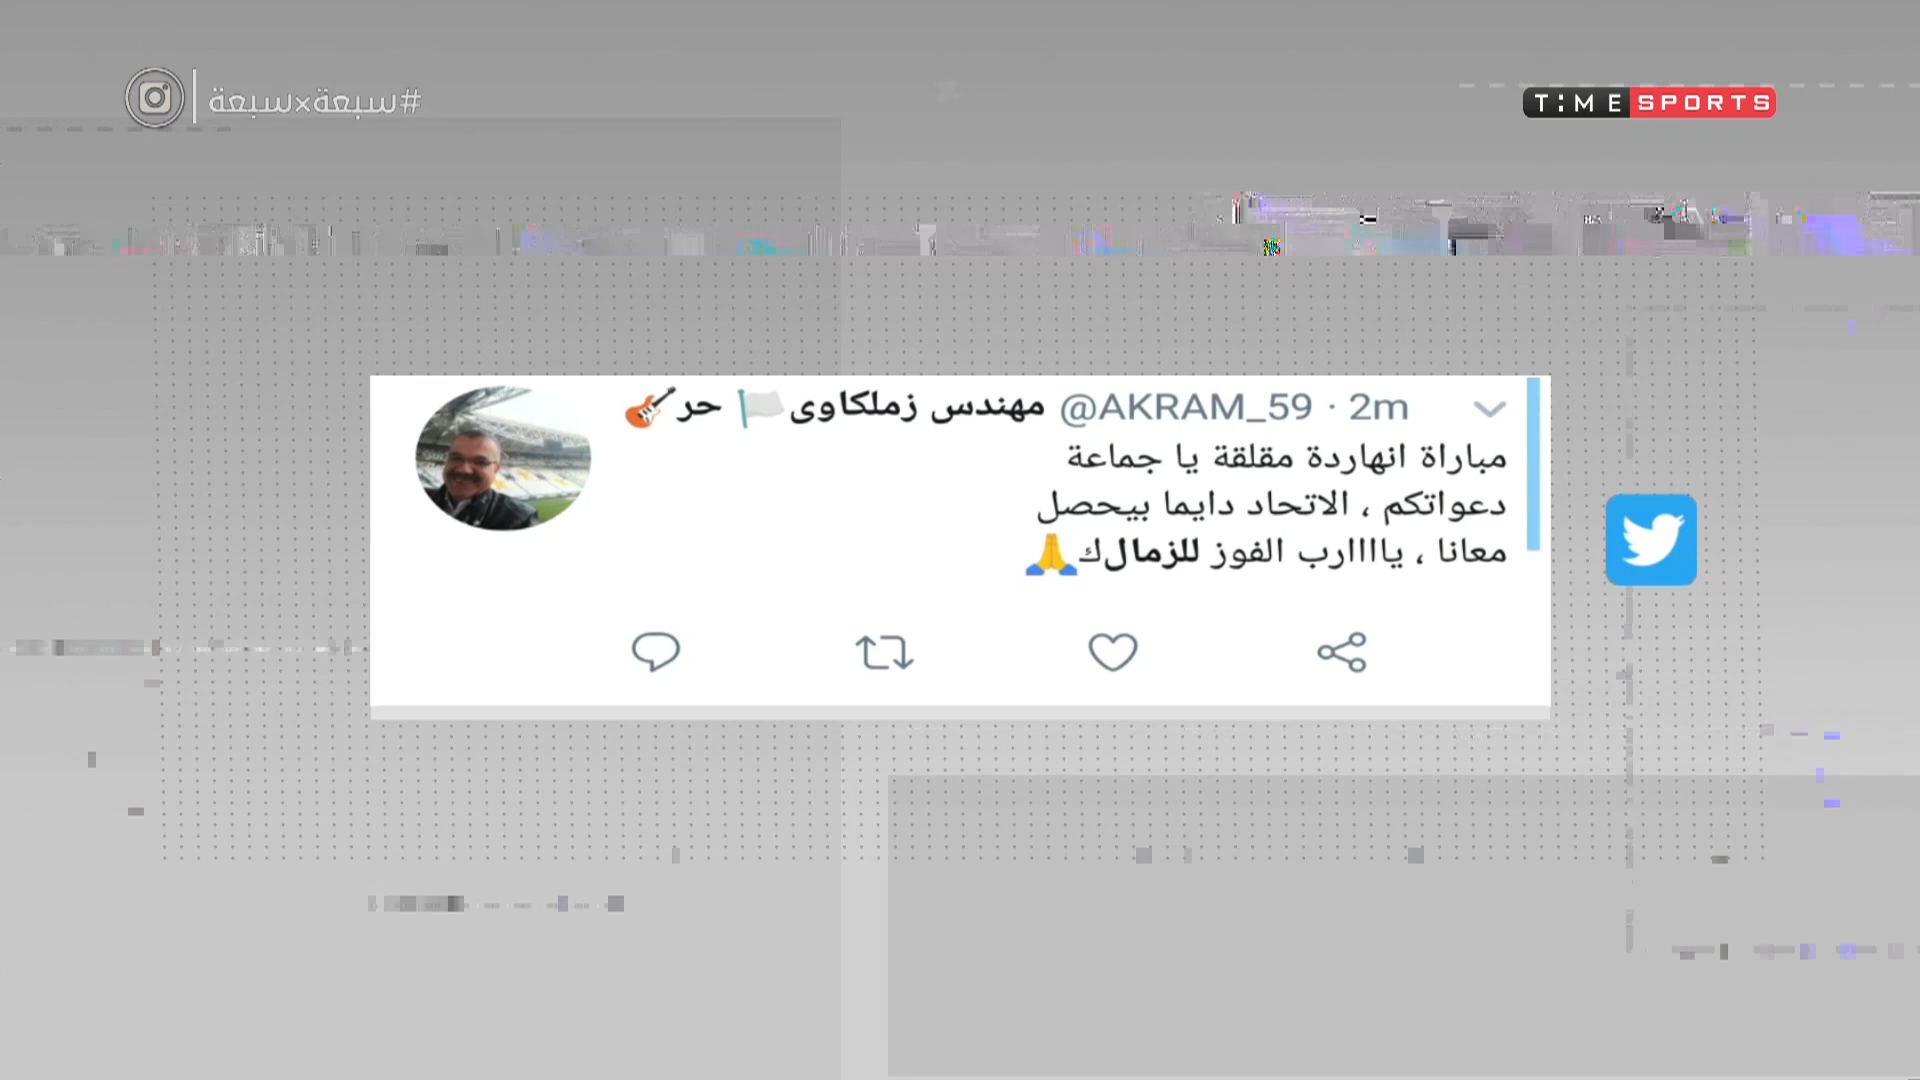 #سبعة×سبعة
TIME SPORTS
مهندس زملكاوى🏳️ حر🎸 @AKRAM_59 · 2m
مباراة انهاردة مقلقة يا جماعة
دعواتكم ، الاتحاد دايما بيحصل
معانا ، ياااارب الفوز للزمالك🙏